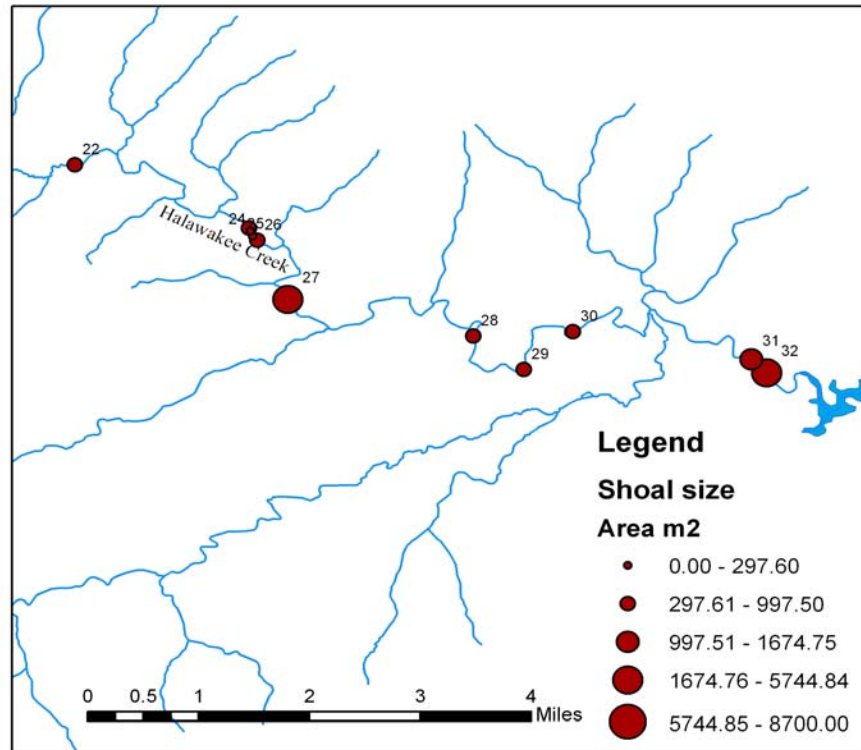 22
24 25 26
Halawakee Creek
27
28
29
30
31
32
Legend
Shoal size
Area m2
0.00 - 297.60
297.61 - 997.50
997.51 - 1674.75
1674.76 - 5744.84
5744.85 - 8700.00
0 0.5 1 2 3 4
Miles